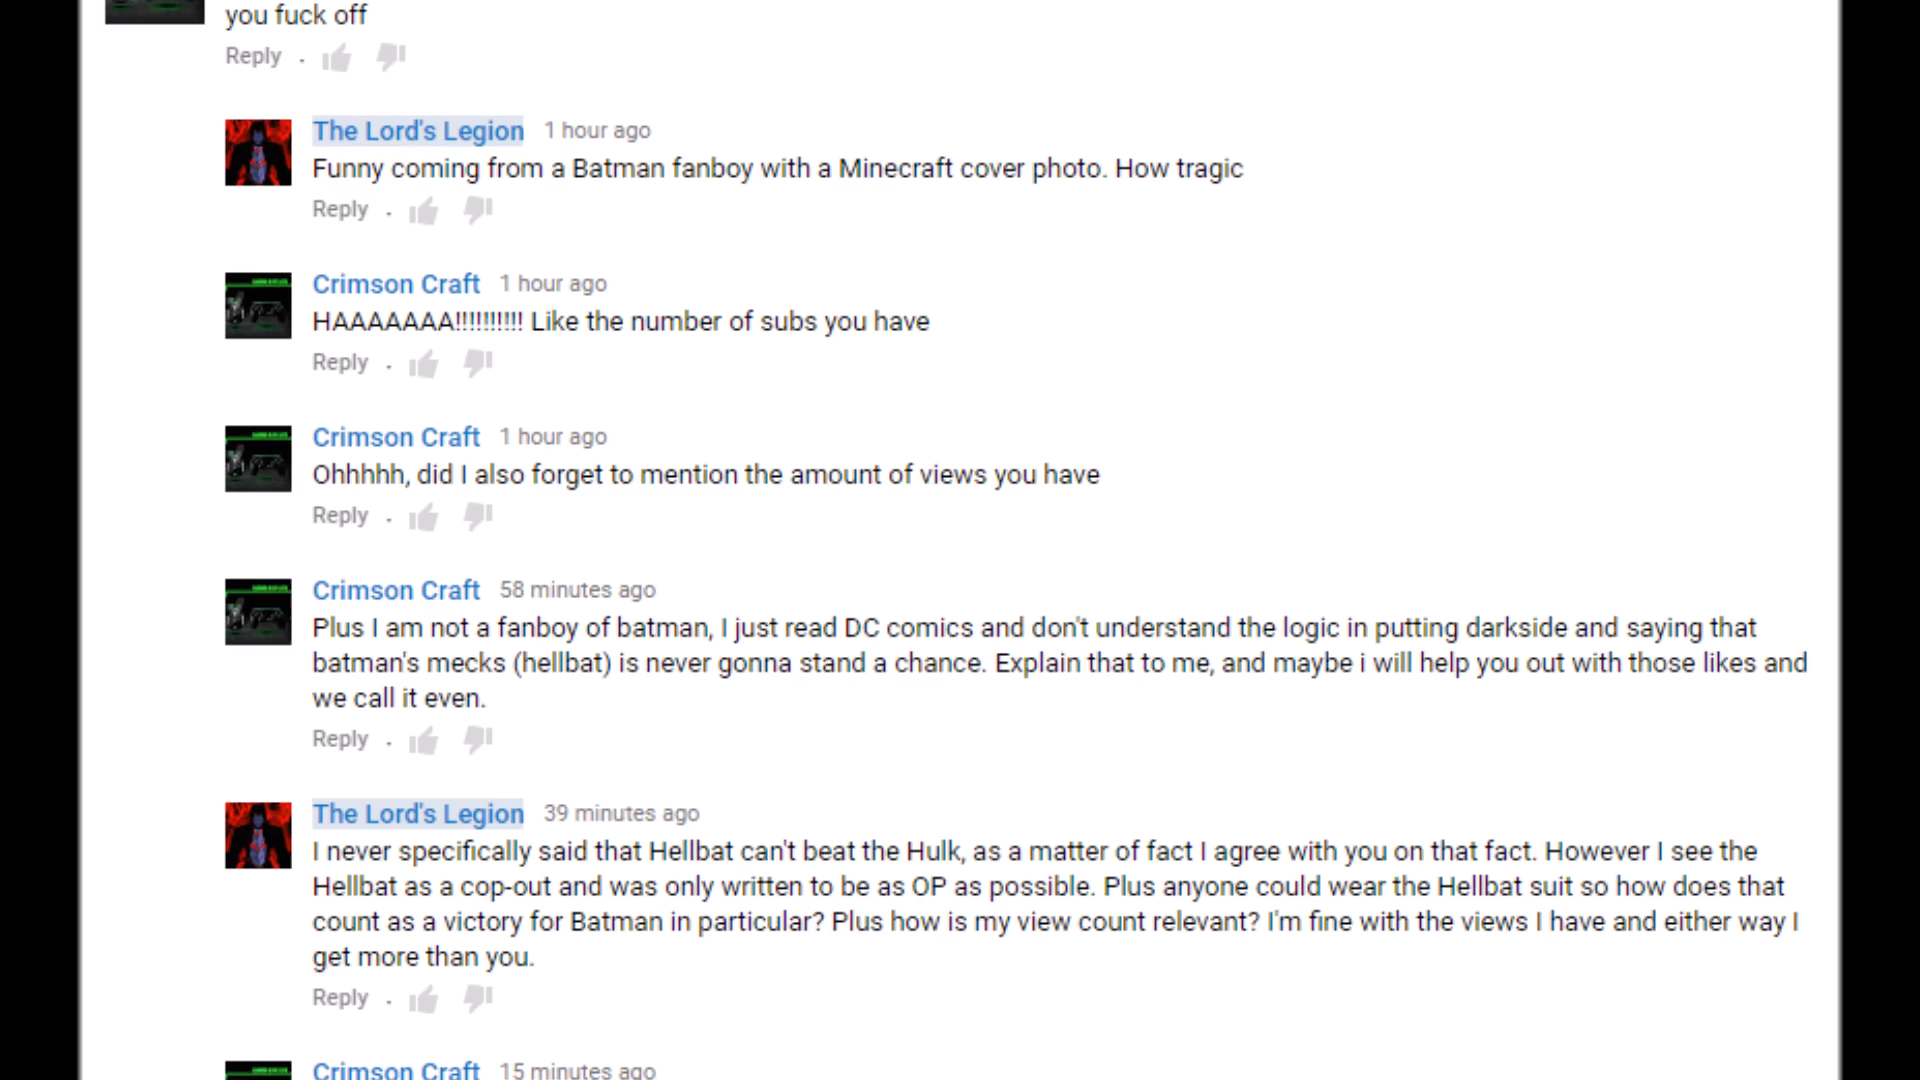 you fuck off
Reply .
The Lord's Legion 1 hour ago
Funny coming from a Batman fanboy with a Minecraft cover photo. How tragic
Reply .
Crimson Craft 1 hour ago
HAAAAAAA!!!!!!!!!! Like the number of subs you have
Reply .
Crimson Craft 1 hour ago
Ohhhhh, did I also forget to mention the amount of views you have
Reply .
Crimson Craft 58 minutes ago
Plus I am not a fanboy of batman, I just read DC comics and don't understand the logic in putting darkside and saying that
batman's mecks (hellbat) is never gonna stand a chance. Explain that to me, and maybe i will help you out with those likes and
we call it even.
Reply .
The Lord's Legion 39 minutes ago
I never specifically said that Hellbat can't beat the Hulk, as a matter of fact I agree with you on that fact. However I see the
Hellbat as a cop-out and was only written to be as OP as possible. Plus anyone could wear the Hellbat suit so how does that
count as a victory for Batman in particular? Plus how is my view count relevant? I'm fine with the views I have and either way I
get more than you.
Reply .
Crimson Craft 15 minutes ago